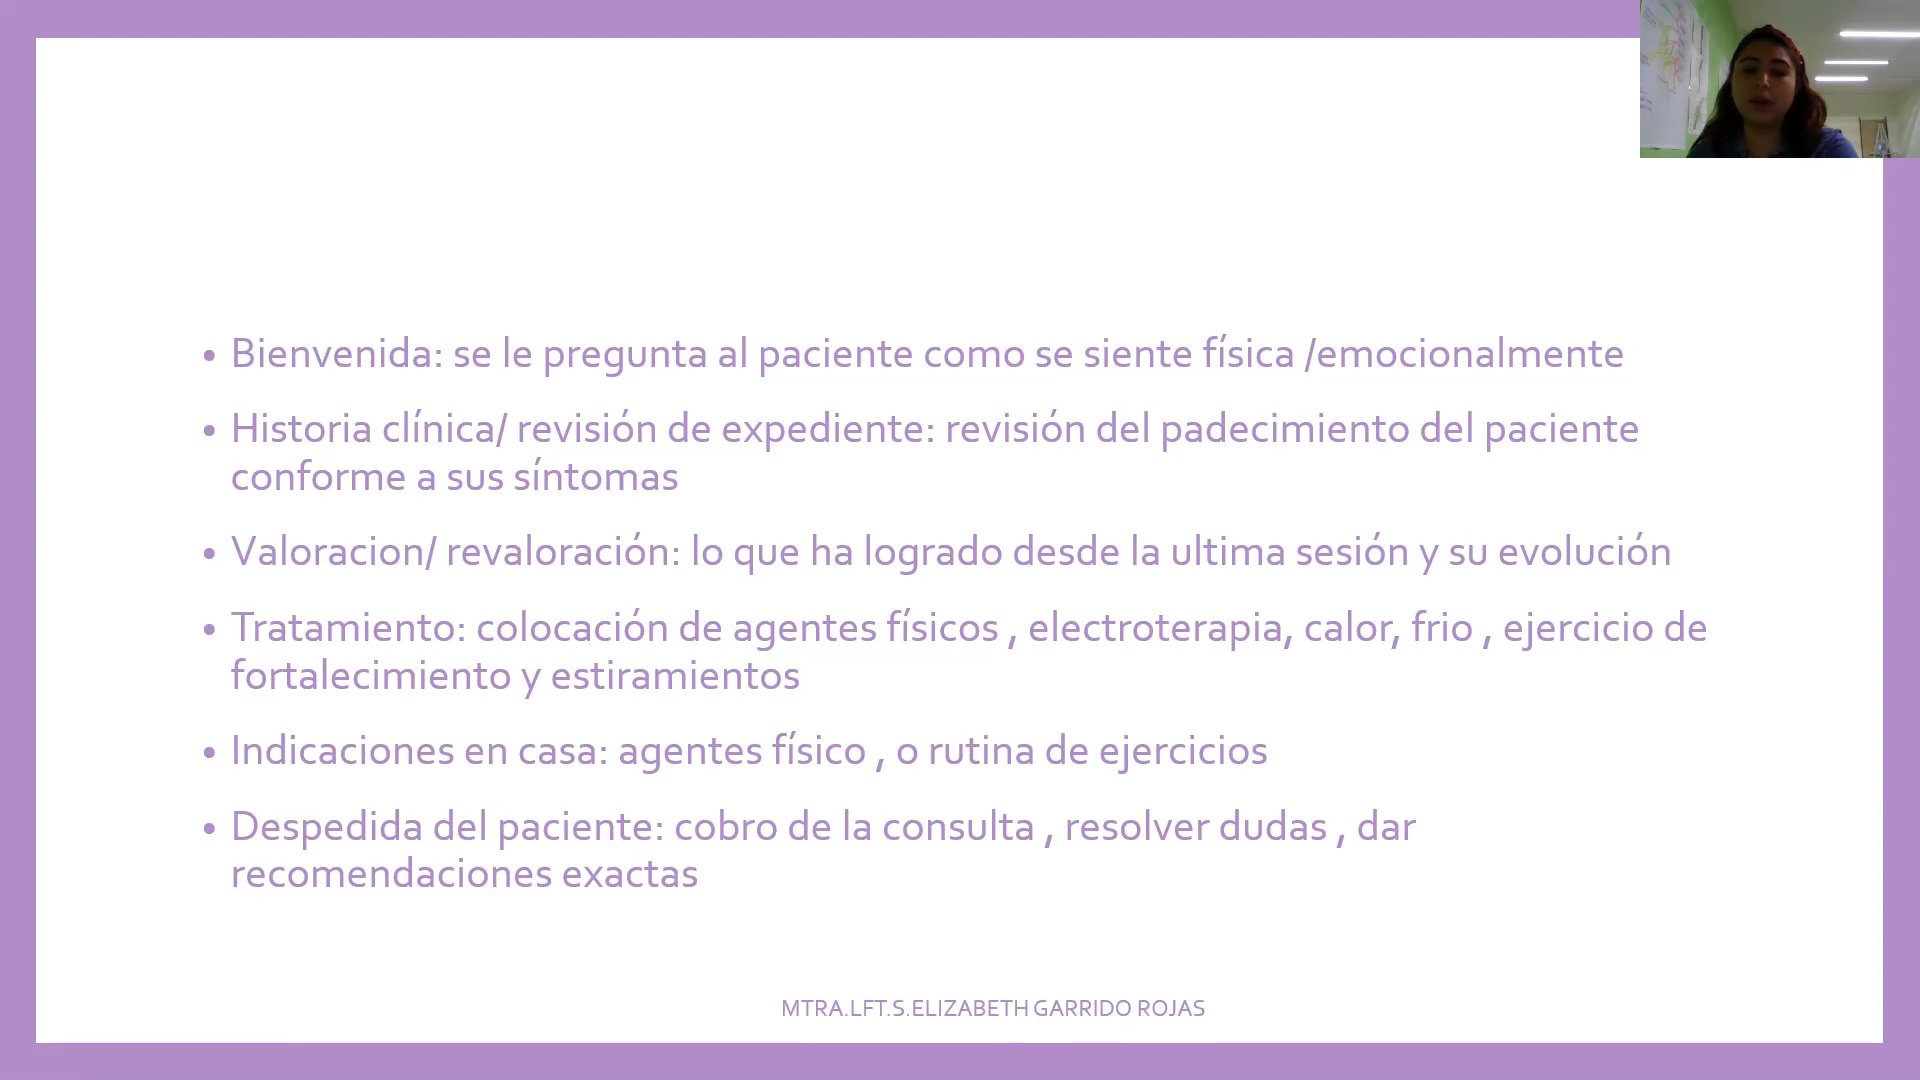 • Bienvenida: se le pregunta al paciente como se siente física /emocionalmente
• Historia clínica/ revisión de expediente: revisión del padecimiento del paciente
conforme a sus síntomas
• Valoracion/ revaloración: lo que ha logrado desde la ultima sesión y su evolución
• Tratamiento: colocación de agentes físicos , electroterapia, calor, frio , ejercicio de
fortalecimiento y estiramientos
• Indicaciones en casa: agentes físico , o rutina de ejercicios
• Despedida del paciente: cobro de la consulta , resolver dudas , dar
recomendaciones exactas
MTRA.LFT.S.ELIZABETH GARRIDO ROJAS